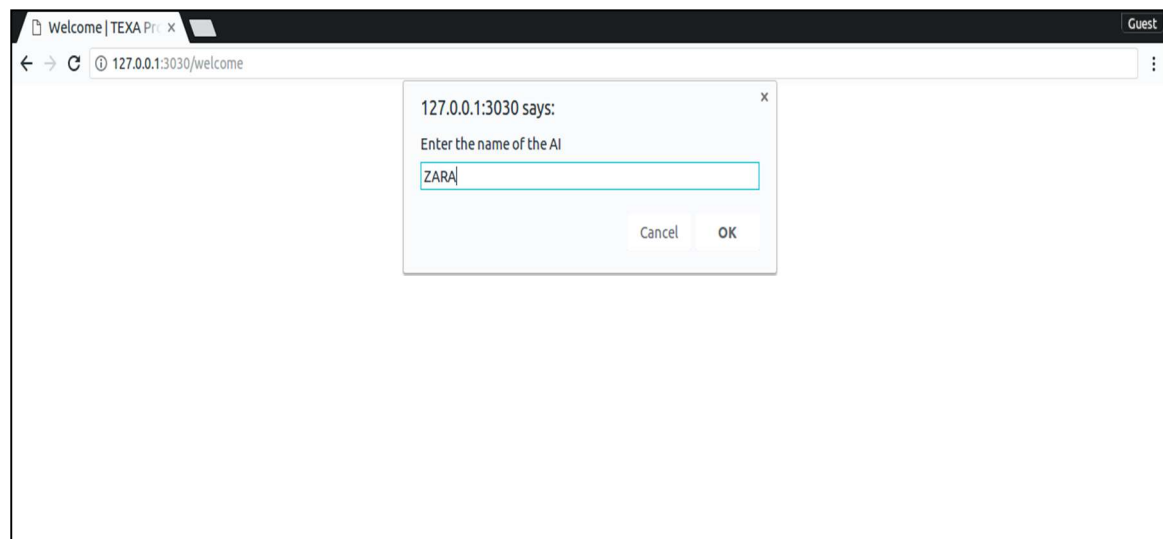 Welcome | TEXA Pro x
Guest
127.0.0.1:3030/welcome
127.0.0.1:3030 says:
x
Enter the name of the AI
ZARA
Cancel OK